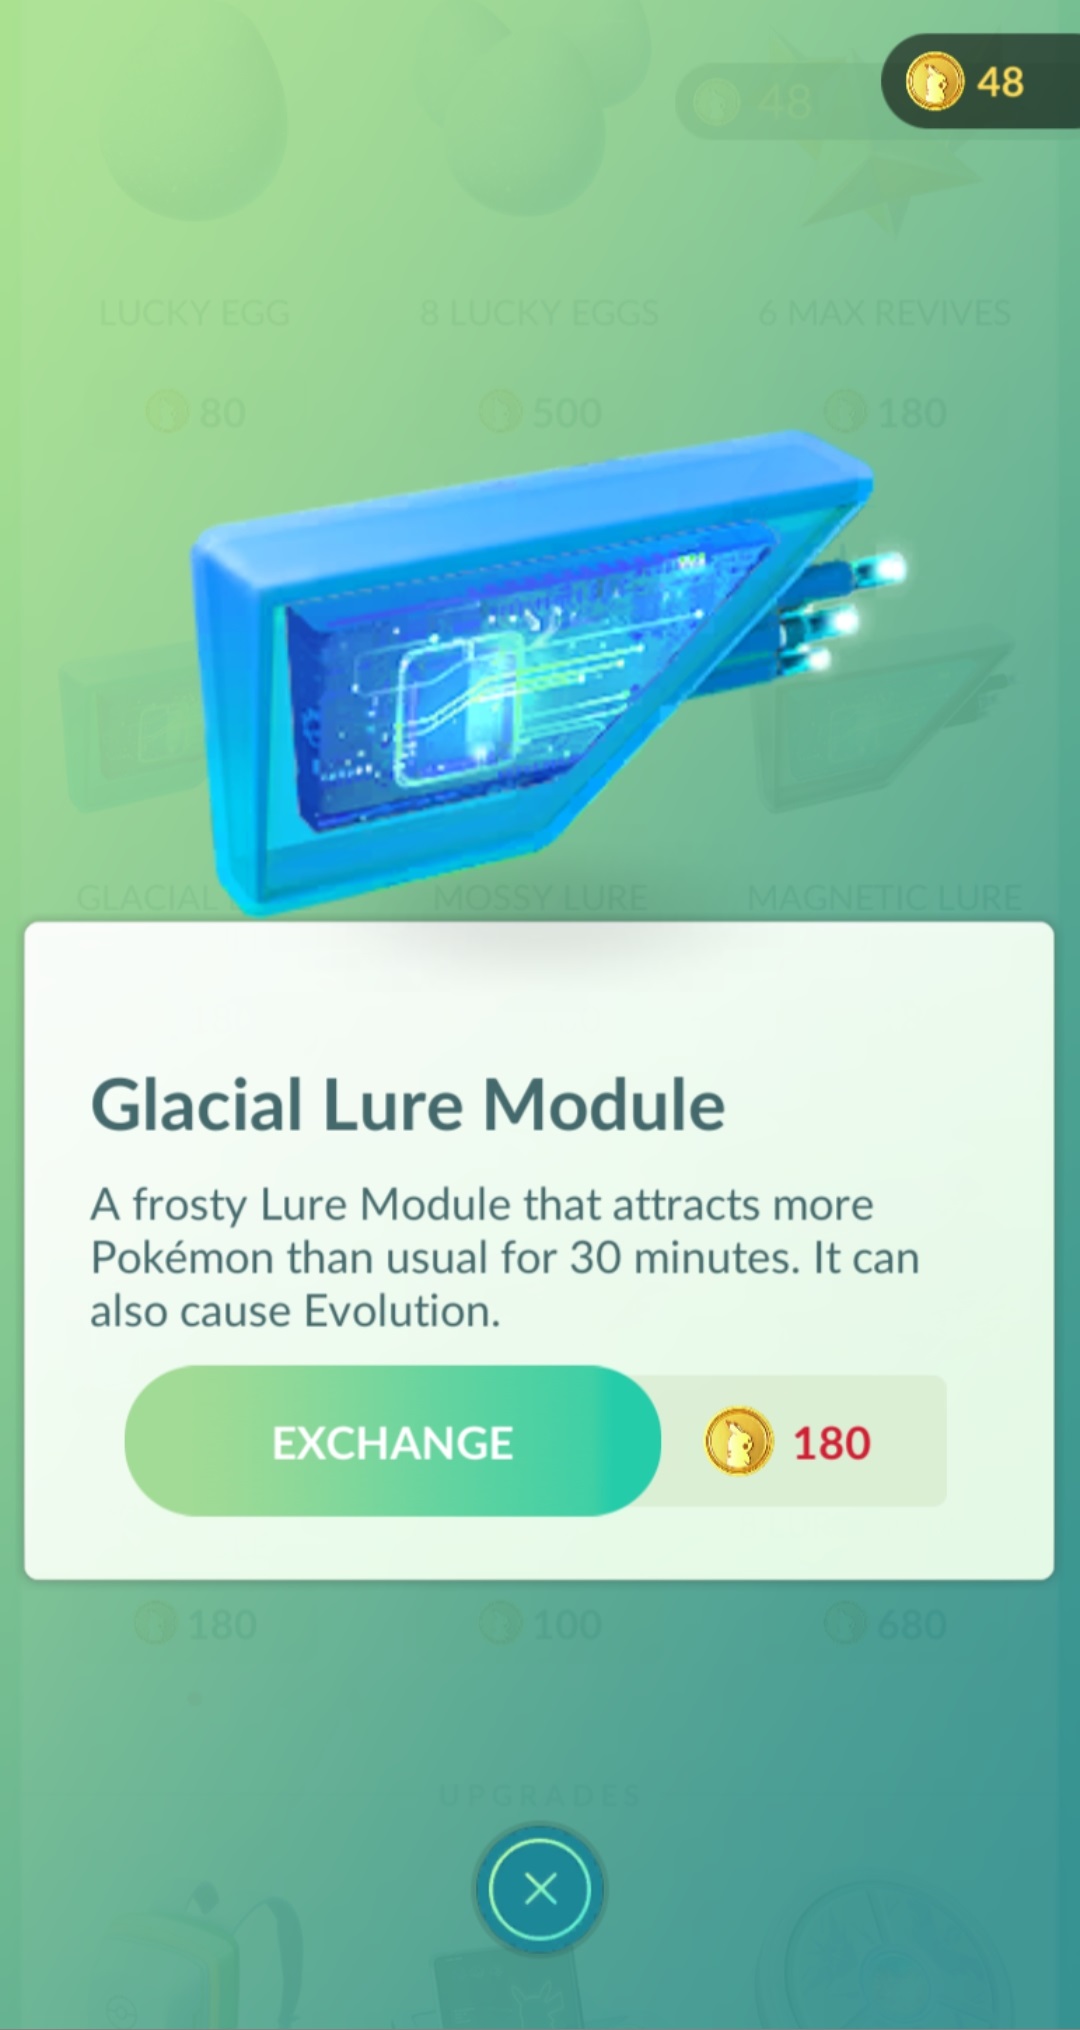 48
48
LUCKY EGG
8 LUCKY EGGS
6 MAX REVIVES
80
500
180
GLACIAL
MOSSY LURE
MAGNETIC LURE
Glacial Lure Module
A frosty Lure Module that attracts more
Pokémon than usual for 30 minutes. It can
also cause Evolution.
EXCHANGE
180
180
100
680
UPGRADES